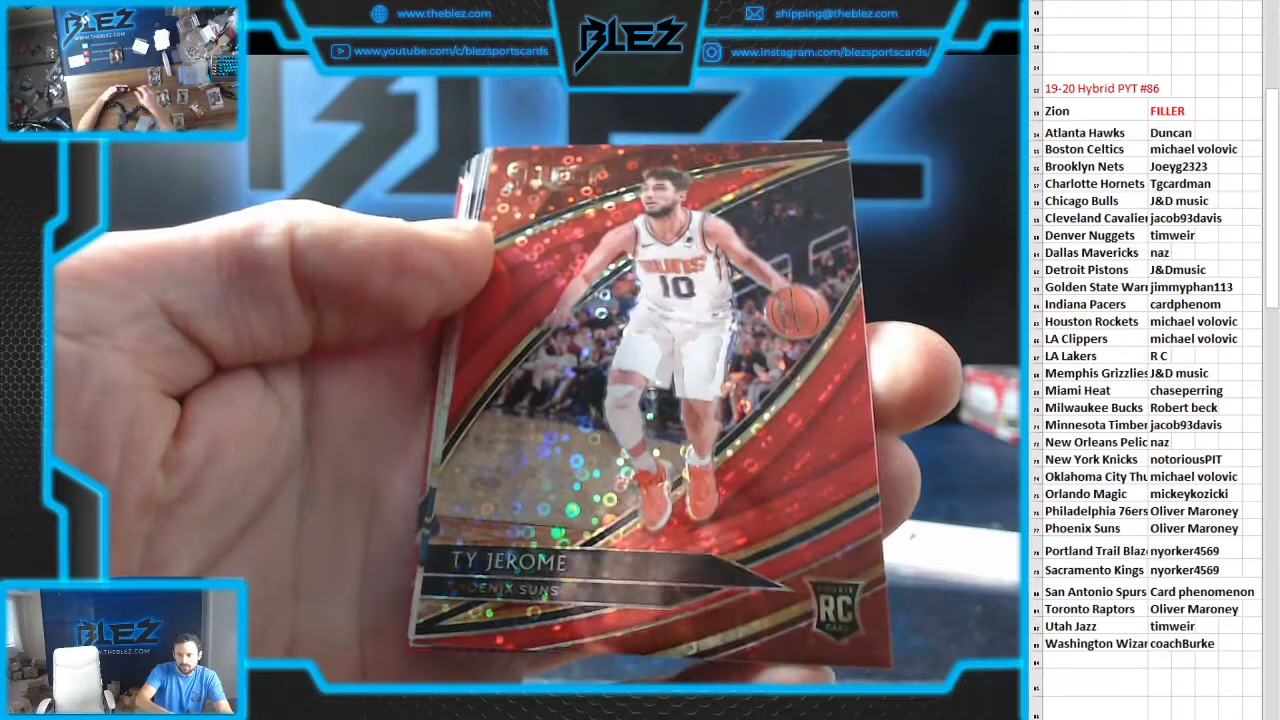 BLEZ
WWW.THEBLEZ.COM
www.theblez.com
www.youtube.com/c/blezsportscards
BLEZ
shipping@theblez.com
www.instagram.com/blezsportscards/
10
TY JEROME
PHOENIX SUNS
ROOKIE
RC
CARD
BLEZ
WWW.THEBLEZ.COM
19-20 Hybrid PYT #86
Zion FILLER
Atlanta Hawks Duncan
Boston Celtics michael volovic
Brooklyn Nets Joeyg2323
Charlotte Hornets Tgcardman
Chicago Bulls J&D music
Cleveland Cavalier jacob93davis
Denver Nuggets timweir
Dallas Mavericks naz
Detroit Pistons J&Dmusic
Golden State Warr jimmyphan113
Indiana Pacers cardphenom
Houston Rockets michael volovic
LA Clippers michael volovic
LA Lakers R C
Memphis Grizzlies J&D music
Miami Heat chaseperring
Milwaukee Bucks Robert beck
Minnesota Timber jacob93davis
New Orleans Pelic naz
New York Knicks notoriousPIT
Oklahoma City Thu michael volovic
Orlando Magic mickeykozicki
Philadelphia 76ers Oliver Maroney
Phoenix Suns Oliver Maroney
Portland Trail Blaze nyorker4569
Sacramento Kings nyorker4569
San Antonio Spurs Card phenomenon
Toronto Raptors Oliver Maroney
Utah Jazz timweir
Washington Wizar coachBurke